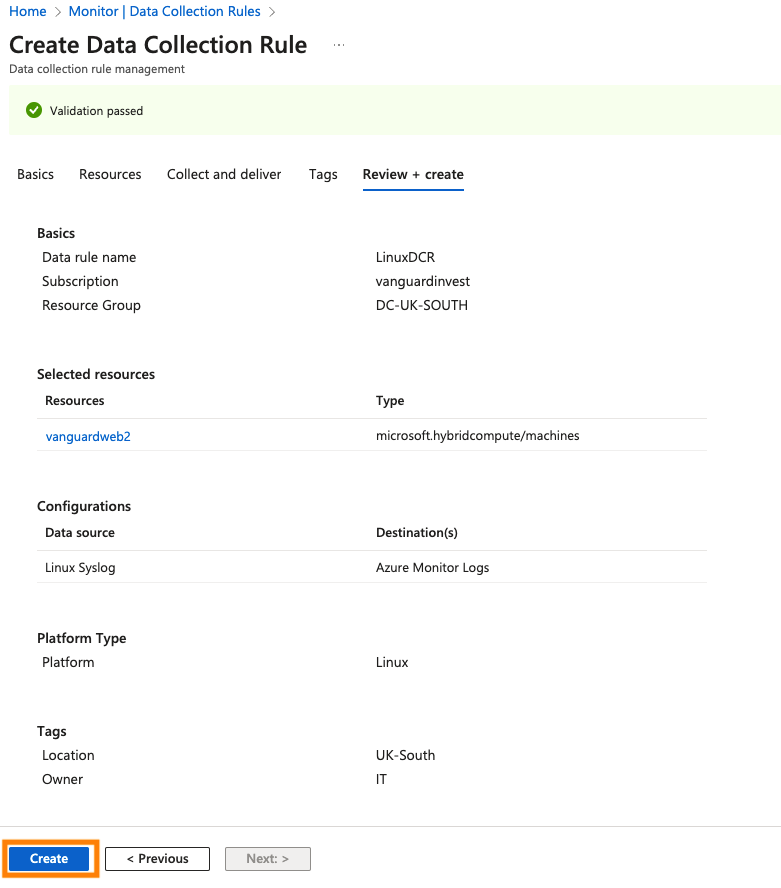 Home > Monitor | Data Collection Rules >
Create Data Collection Rule ...
Data collection rule management
Validation passed
Basics Resources Collect and deliver Tags Review + create
Basics
Data rule name LinuxDCR
Subscription vanguardinvest
Resource Group DC-UK-SOUTH
Selected resources
Resources Type
vanguardweb2 microsoft.hybridcompute/machines
Configurations
Data source Destination(s)
Linux Syslog Azure Monitor Logs
Platform Type
Platform Linux
Tags
Location UK-South
Owner IT
Create < Previous Next: >